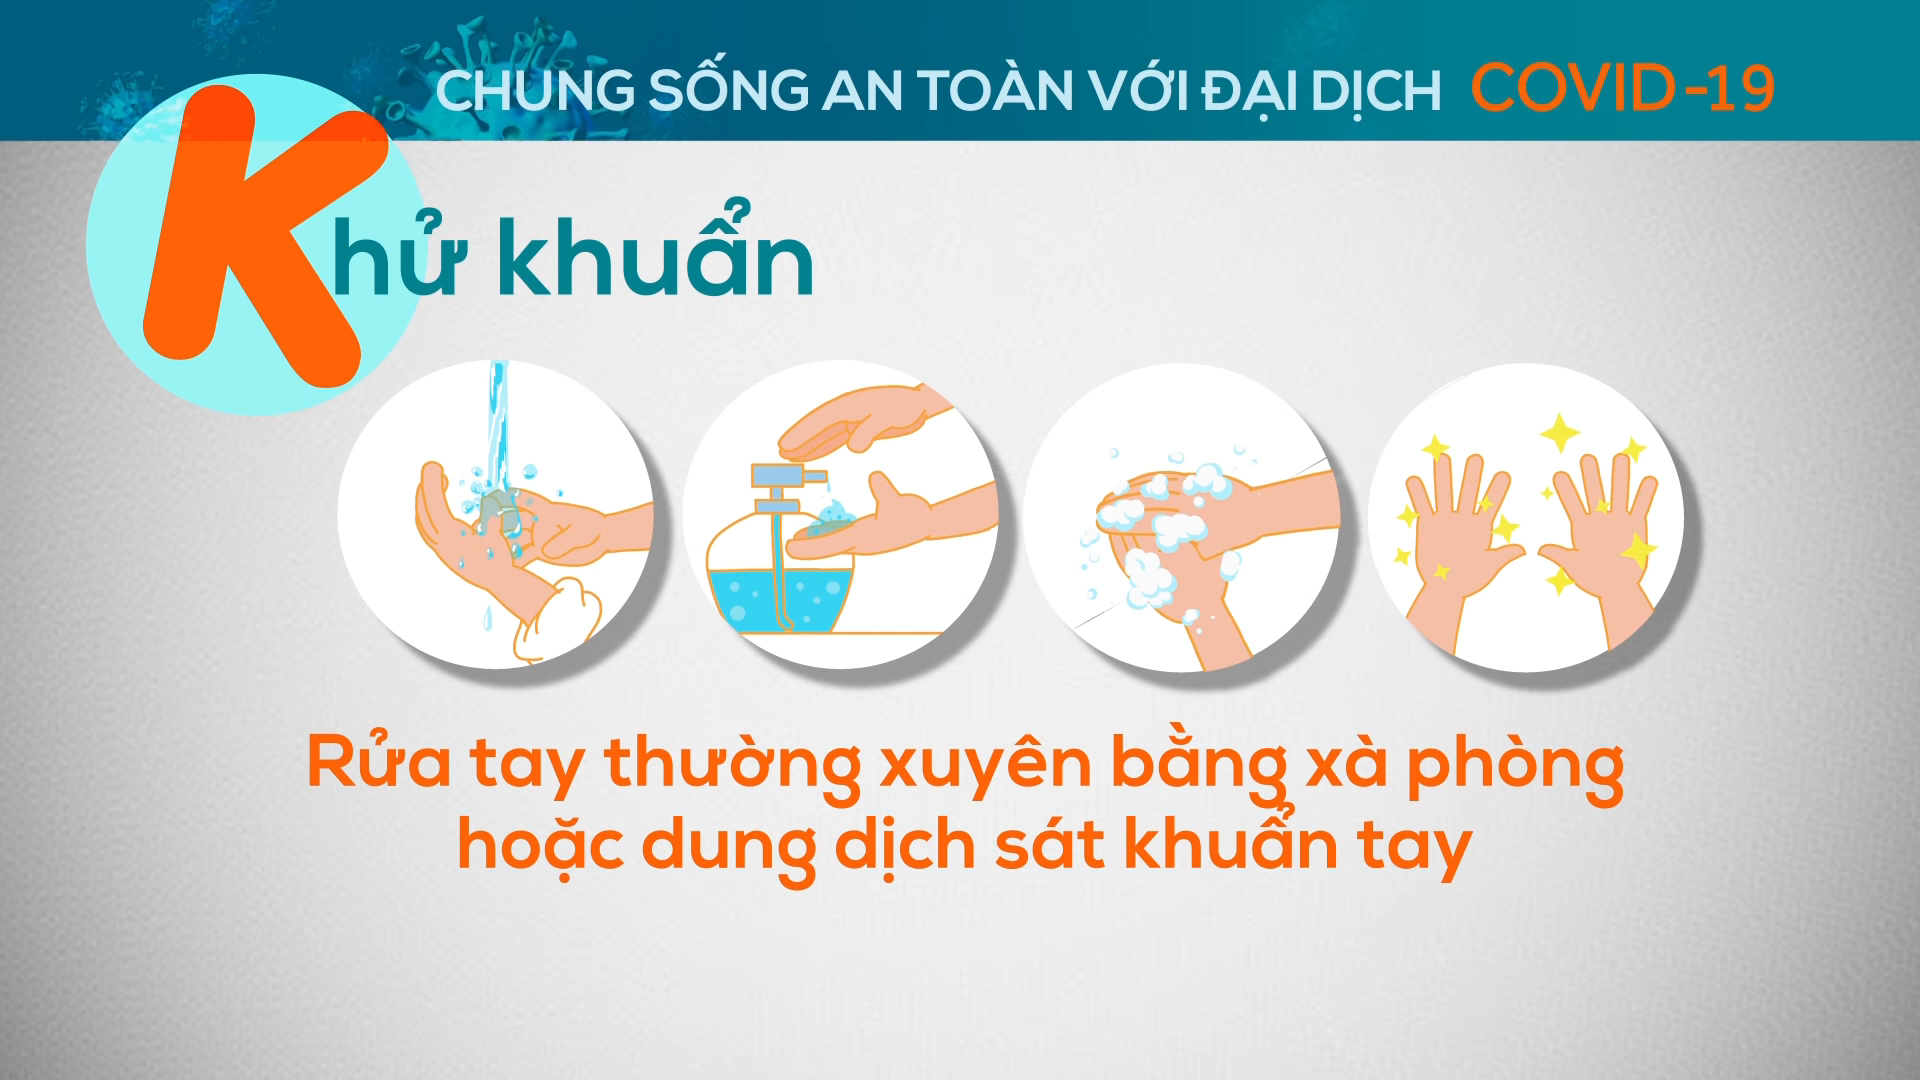 CHUNG SỐNG AN TOÀN VỚI ĐẠI DỊCH COVID-19
Khử khuẩn
Rửa tay thường xuyên bằng xà phòng
hoặc dung dịch sát khuẩn tay